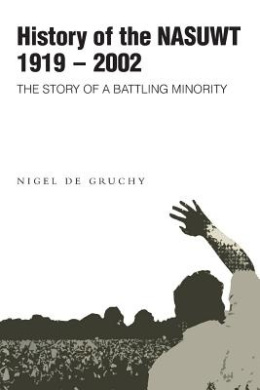 History of the NASUWT
1919 – 2002
THE STORY OF A BATTLING MINORITY
NIGEL DE GRUCHY